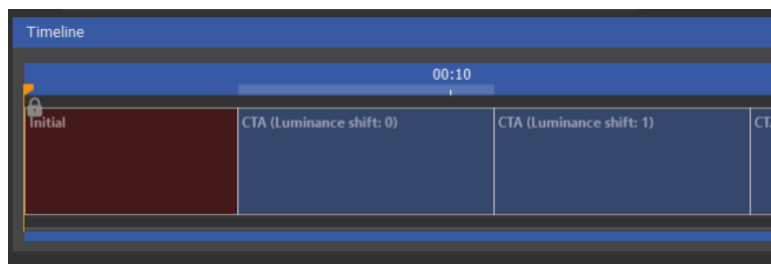 Timeline
00:10
Initial
CTA (Luminance shift: 0)
CTA (Luminance shift: 1)